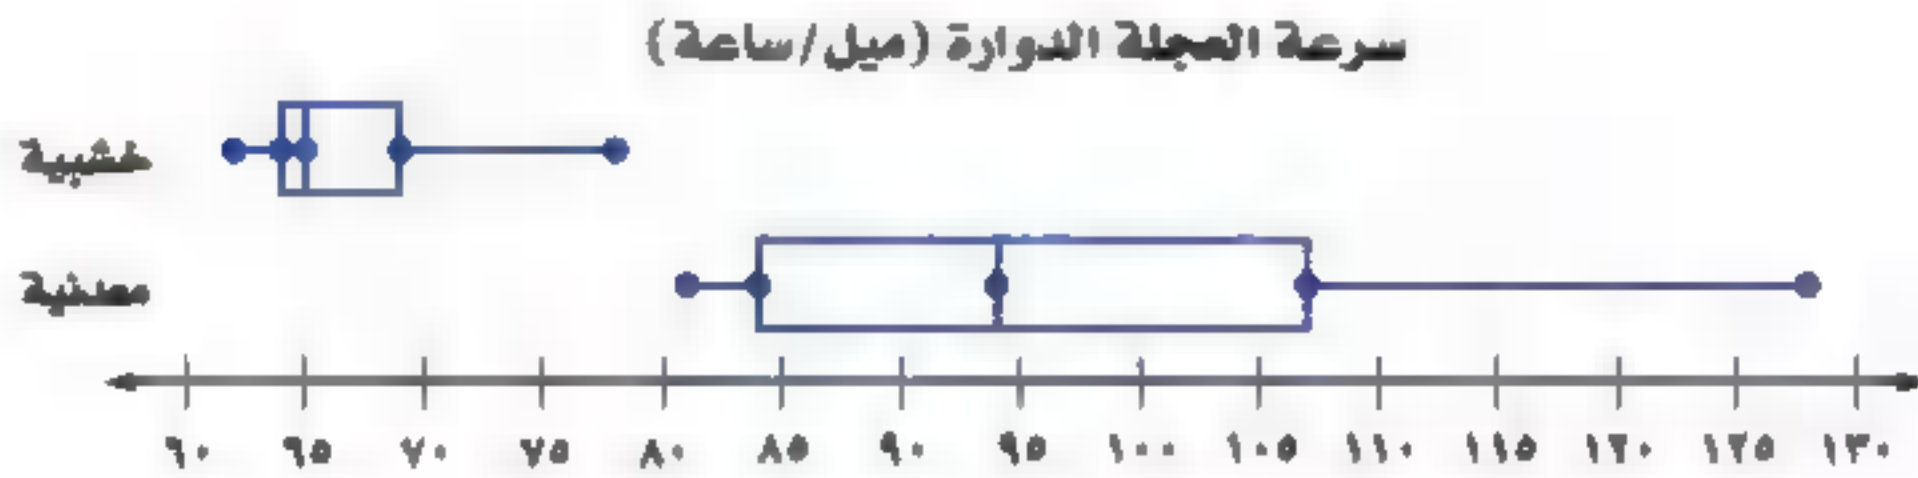 سرعة العجلة الدوارة (ميل/ساعة)
خشبية
معدنية
٦٠ ٦٥ ٧٠ ٧٥ ٨٠ ٨٥ ٩٠ ٩٥ ١٠٠ ١٠٥ ١١٠ ١١٥ ١٢٠ ١٢٥ ١٣٠